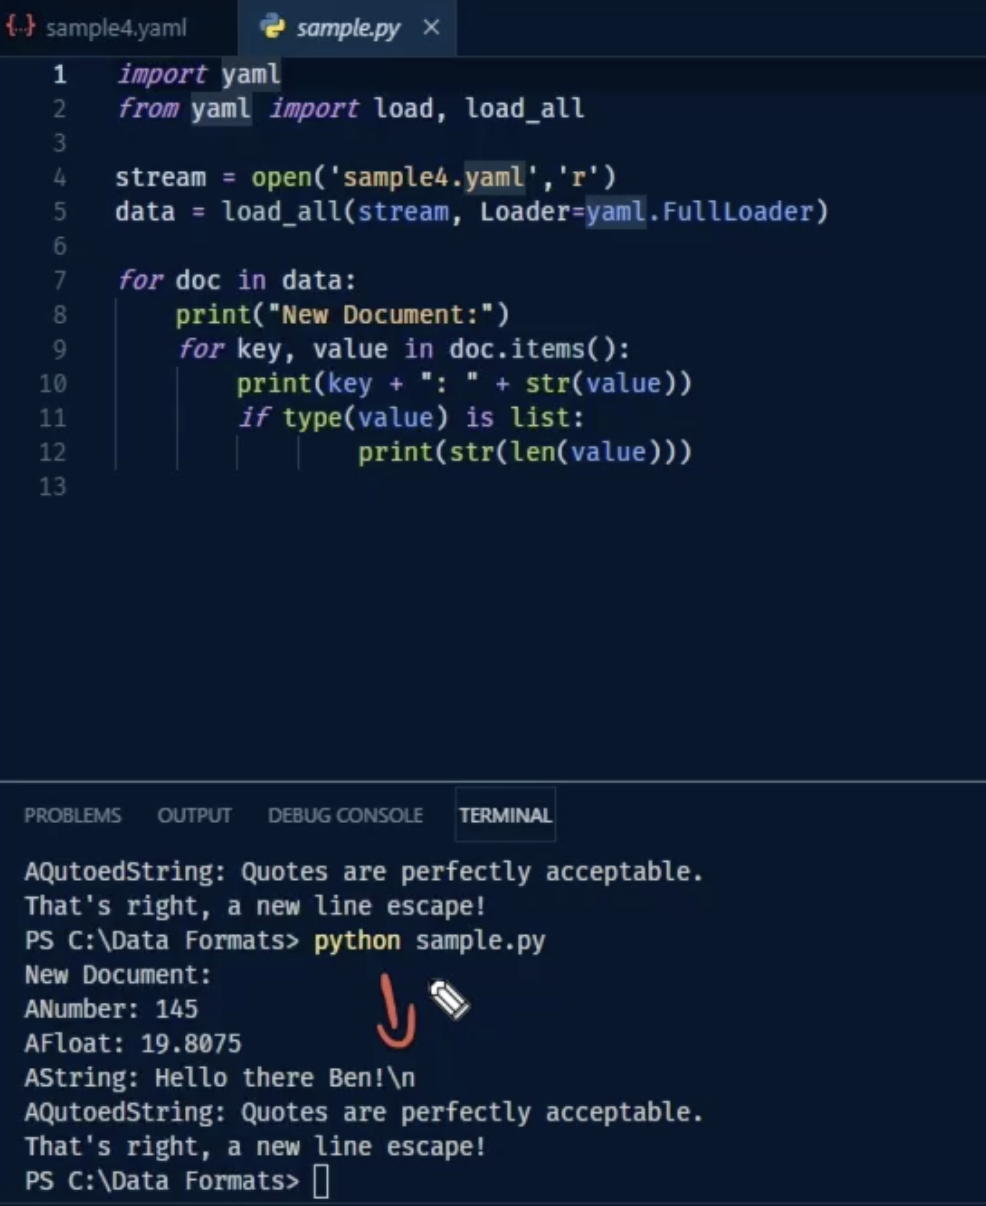 {..} sample4.yaml sample.py ×
1 import yaml
2 from yaml import load, load_all
3
4 stream = open('sample4.yaml','r')
5 data = load_all(stream, Loader=yaml.FullLoader)
6
7 for doc in data:
8     print("New Document:")
9     for key, value in doc.items():
10         print(key + ": " + str(value))
11         if type(value) is list:
12                 print(str(len(value)))
13
PROBLEMS OUTPUT DEBUG CONSOLE TERMINAL
AQutoedString: Quotes are perfectly acceptable.
That's right, a new line escape!
PS C:\Data Formats> python sample.py
New Document:
ANumber: 145
AFloat: 19.8075
AString: Hello there Ben!\n
AQutoedString: Quotes are perfectly acceptable.
That's right, a new line escape!
PS C:\Data Formats>